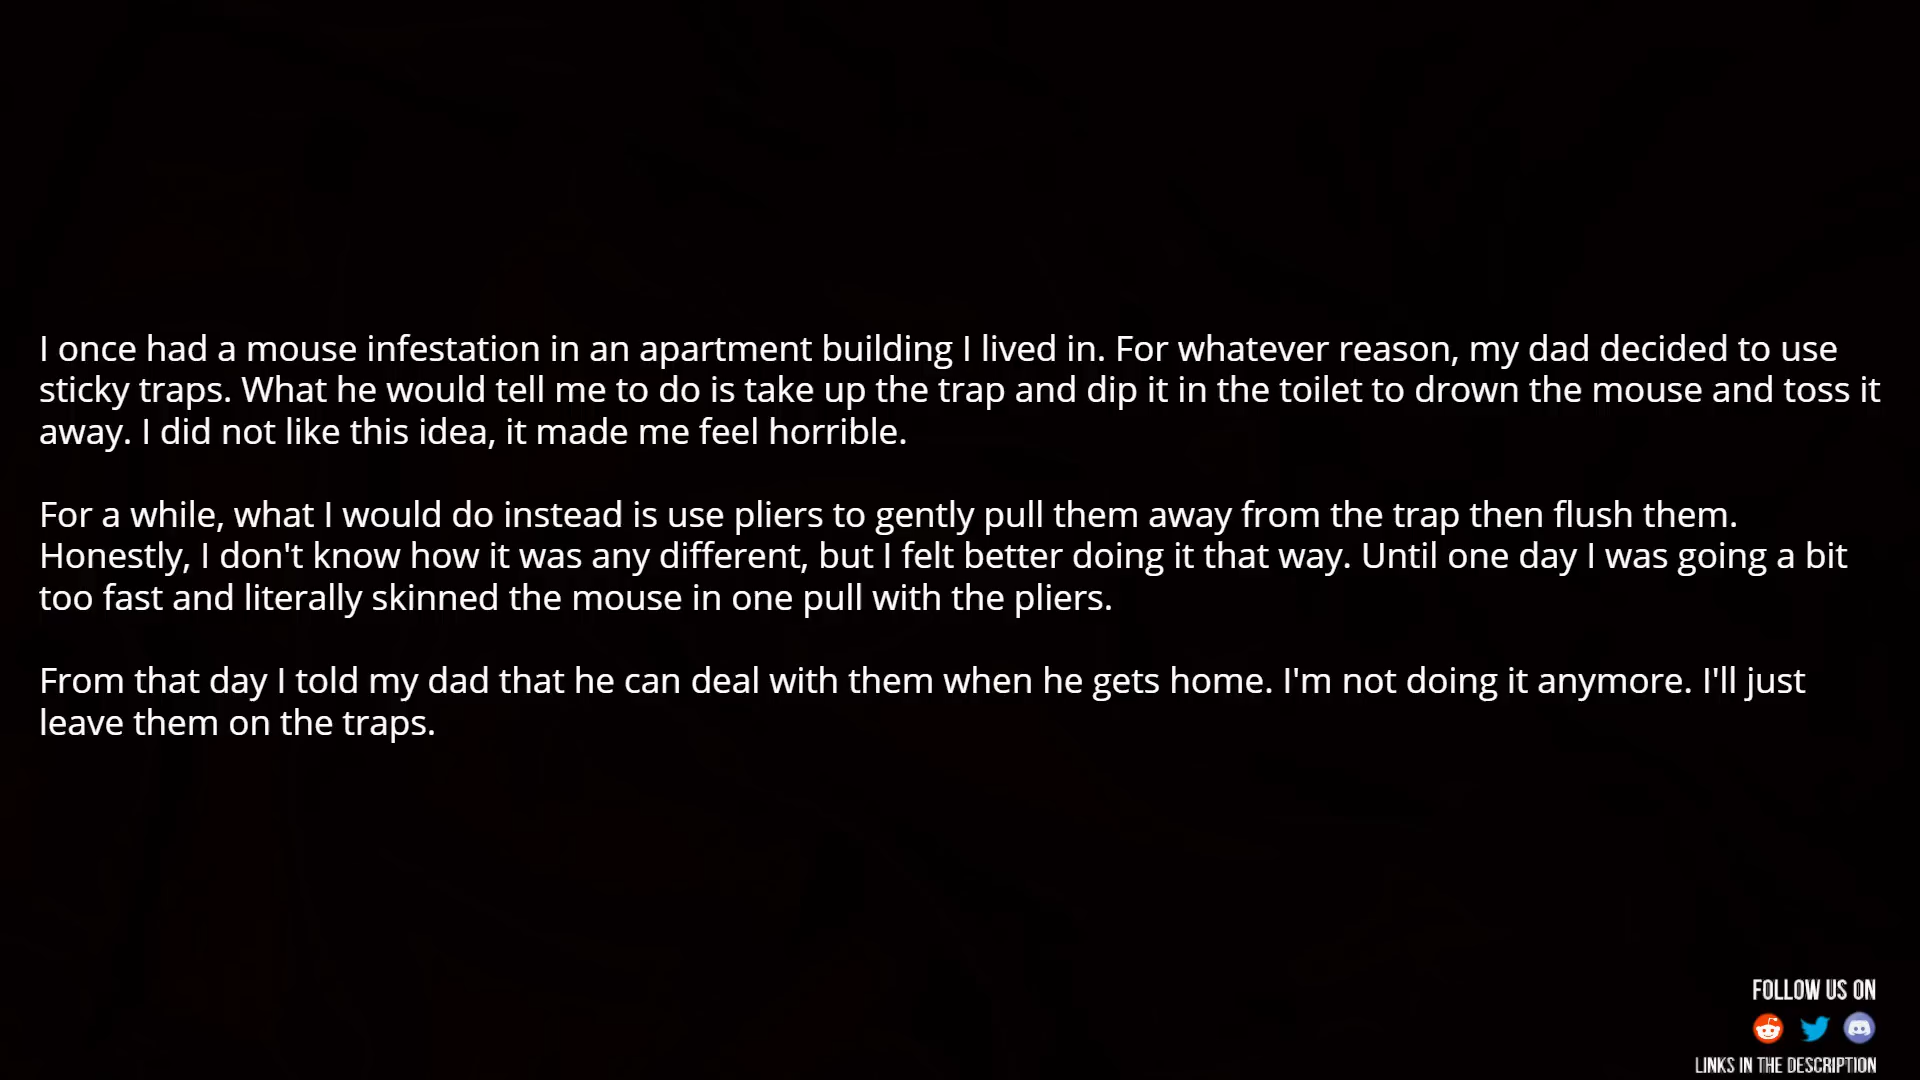 I once had a mouse infestation in an apartment building I lived in. For whatever reason, my dad decided to use
sticky traps. What he would tell me to do is take up the trap and dip it in the toilet to drown the mouse and toss it
away. I did not like this idea, it made me feel horrible.
For a while, what I would do instead is use pliers to gently pull them away from the trap then flush them.
Honestly, I don't know how it was any different, but I felt better doing it that way. Until one day I was going a bit
too fast and literally skinned the mouse in one pull with the pliers.
From that day I told my dad that he can deal with them when he gets home. I'm not doing it anymore. I'll just
leave them on the traps.
FOLLOW US ON
LINKS IN THE DESCRIPTION